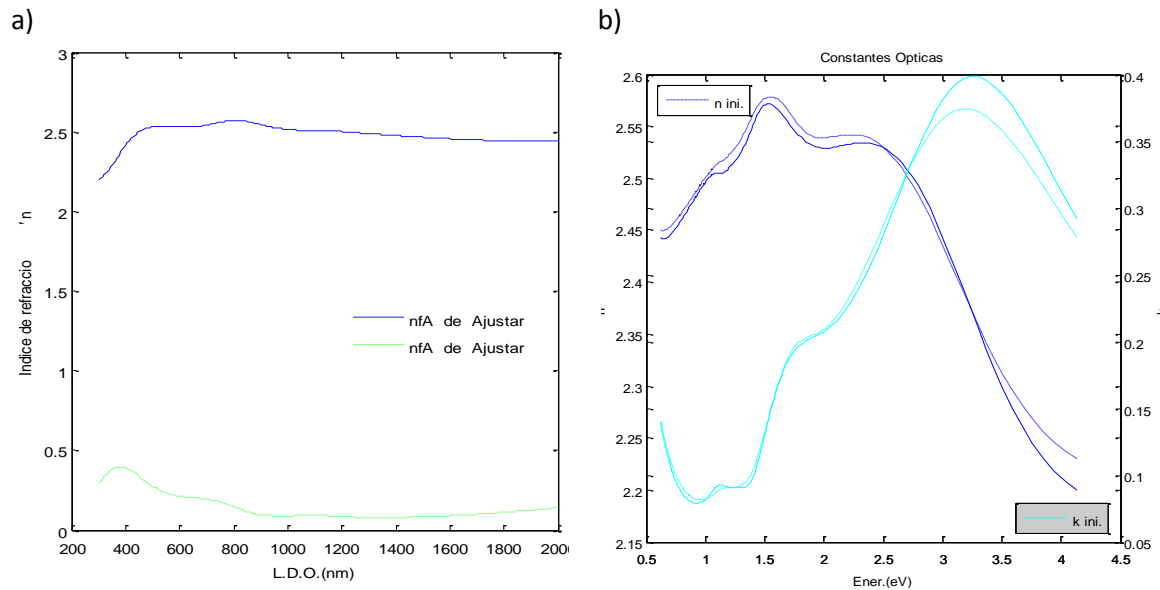 a)
3
2.5
2
1.5
1
0.5
0
Indice de refraccio ´n
nfA de Ajustar
nfA de Ajustar
200 400 600 800 1000 1200 1400 1600 1800 2000
L.D.O.(nm)
b)
Constantes Opticas
2.6
2.55
2.5
2.45
2.4
2.35
2.3
2.25
2.2
2.15
n ini.
0.4
0.35
0.3
0.25
0.2
0.15
0.1
0.05
k ini.
0.5 1 1.5 2 2.5 3 3.5 4 4.5
Ener.(eV)